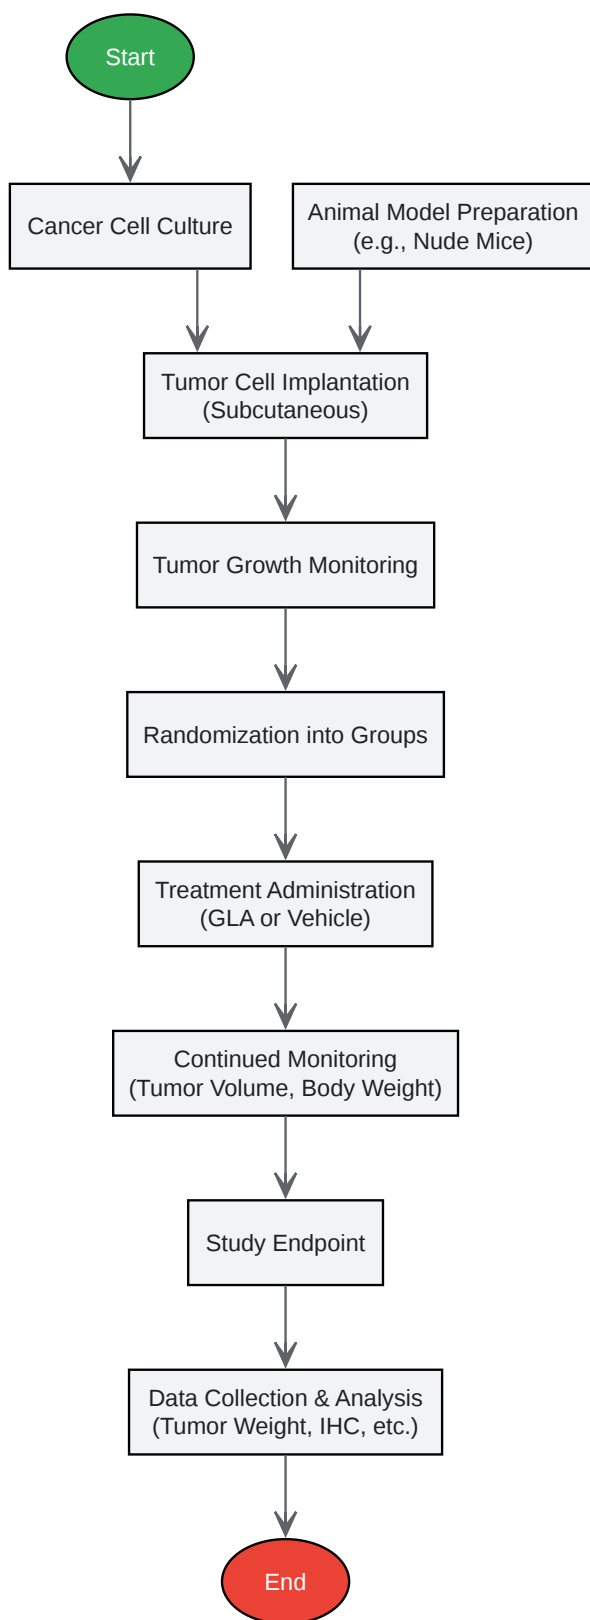 Start
Cancer Cell Culture
Animal Model Preparation
(e.g., Nude Mice)
Tumor Cell Implantation
(Subcutaneous)
Tumor Growth Monitoring
Randomization into Groups
Treatment Administration
(GLA or Vehicle)
Continued Monitoring
(Tumor Volume, Body Weight)
Study Endpoint
Data Collection & Analysis
(Tumor Weight, IHC, etc.)
End